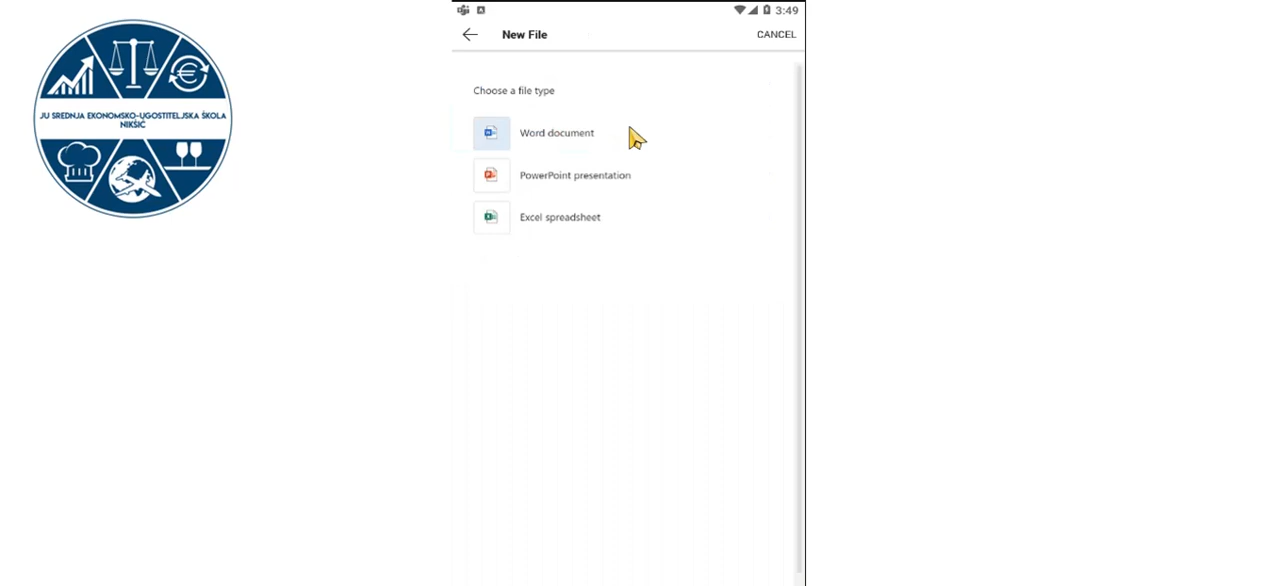 JU SREDNJA EKONOMSKO-UGOSTITELJSKA ŠKOLA
NIKŠIĆ
3:49
New File
CANCEL
Choose a file type
Word document
PowerPoint presentation
Excel spreadsheet